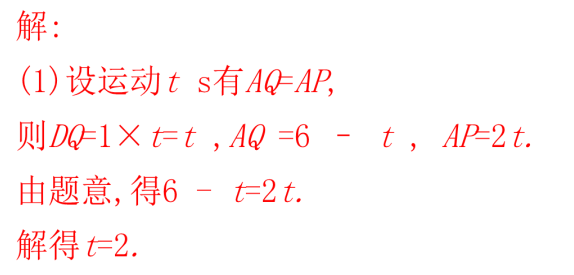 解:
(1)设运动t s有AQ=AP,
则DQ=1×t=t ,AQ =6 - t , AP=2t.
由题意,得6 - t=2t.
解得t=2.